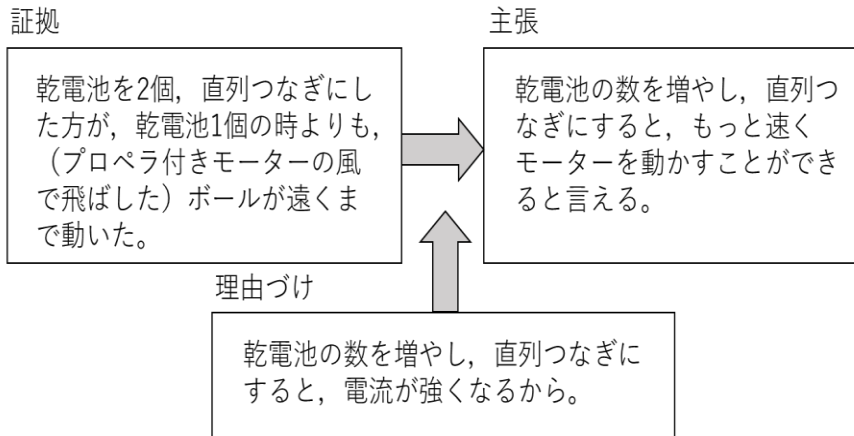 証拠
乾電池を2個，直列つなぎにし
た方が，乾電池1個の時よりも，
（プロペラ付きモーターの風
で飛ばした）ボールが遠くま
で動いた。
主張
乾電池の数を増やし，直列つ
なぎにすると，もっと速く
モーターを動かすことができ
ると言える。
理由づけ
乾電池の数を増やし，直列つなぎに
すると，電流が強くなるから。